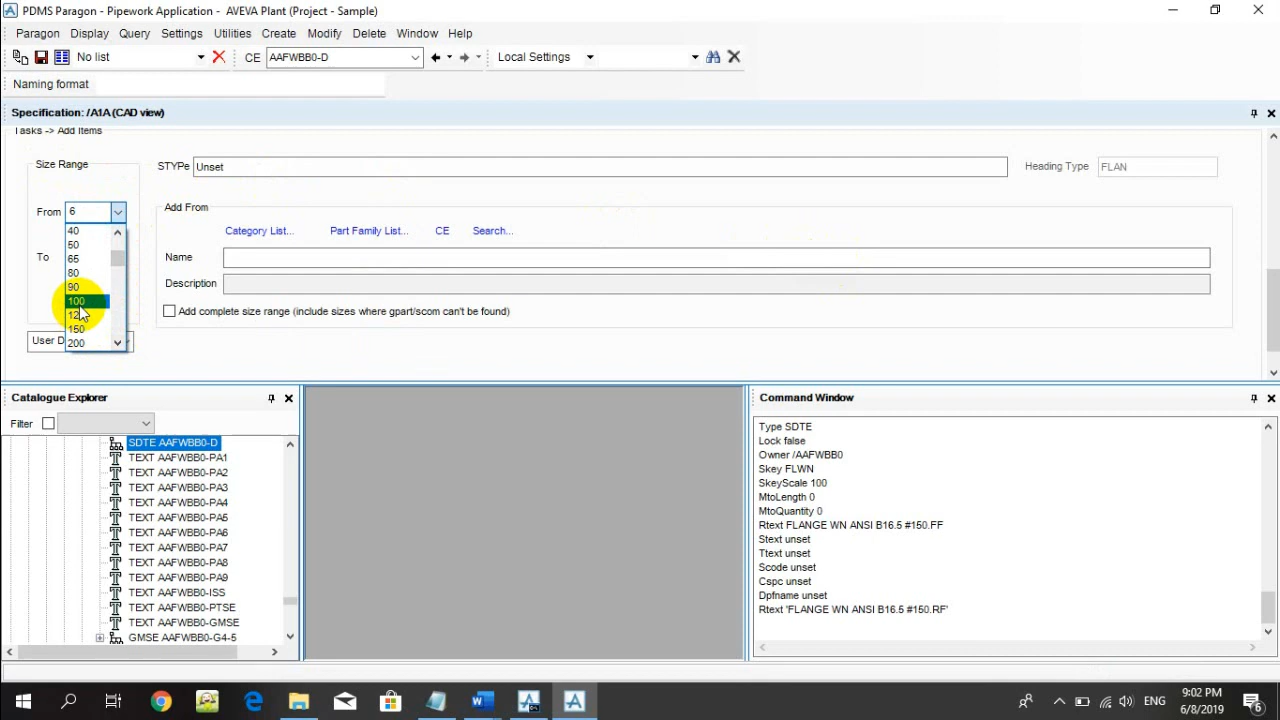 PDMS Paragon - Pipework Application - AVEVA Plant (Project - Sample)
Paragon Display Query Settings Utilities Create Modify Delete Window Help
No list CE AAFWBB0-D Local Settings
Naming format
Specification: /A1A (CAD view)
Tasks -> Add Items
Size Range STYPe Unset Heading Type FLAN
From 6 Add From
40
Category List... Part Family List... CE Search...
50
To 65 Name
80
90 Description
100
Add complete size range (include sizes where gpart/scom can't be found)
150
User D
200
Catalogue Explorer
Filter
SDTE AAFWBB0-D
TEXT AAFWBB0-PA1
TEXT AAFWBB0-PA2
TEXT AAFWBB0-PA3
TEXT AAFWBB0-PA4
TEXT AAFWBB0-PA5
TEXT AAFWBB0-PA6
TEXT AAFWBB0-PA7
TEXT AAFWBB0-PA8
TEXT AAFWBB0-PA9
TEXT AAFWBB0-ISS
TEXT AAFWBB0-PTSE
TEXT AAFWBB0-GMSE
GMSE AAFWBB0-G4-5
Command Window
Type SDTE
Lock false
Owner /AAFWBB0
Skey FLWN
SkeyScale 100
MtoLength 0
MtoQuantity 0
Rtext FLANGE WN ANSI B16.5 #150.FF
Stext unset
Ttext unset
Scode unset
Cspc unset
Dpfname unset
Rtext 'FLANGE WN ANSI B16.5 #150.RF'
ENG
9:02 PM
6/8/2019
6